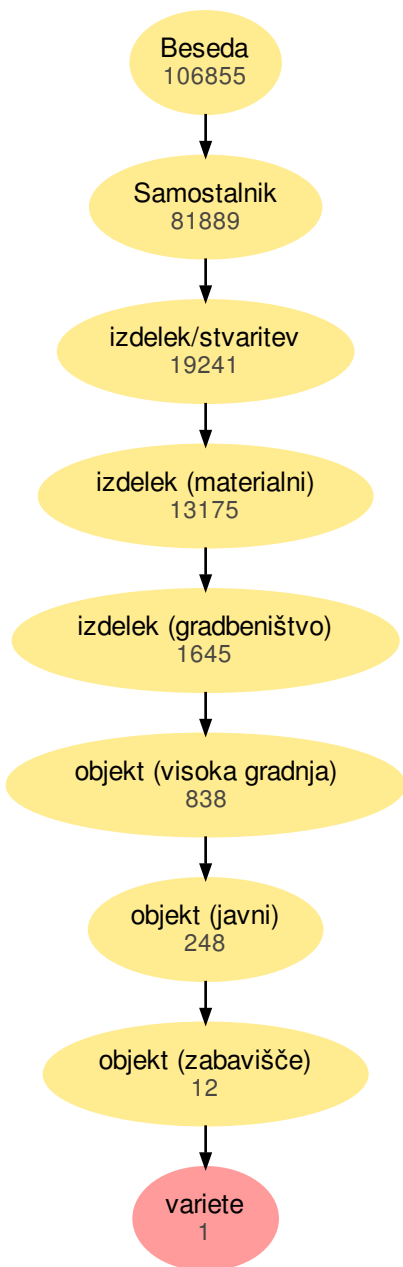 Beseda
106855
Samostalnik
81889
izdelek/stvaritev
19241
izdelek (materialni)
13175
izdelek (gradbeništvo)
1645
objekt (visoka gradnja)
838
objekt (javni)
248
objekt (zabavišče)
12
variete
1